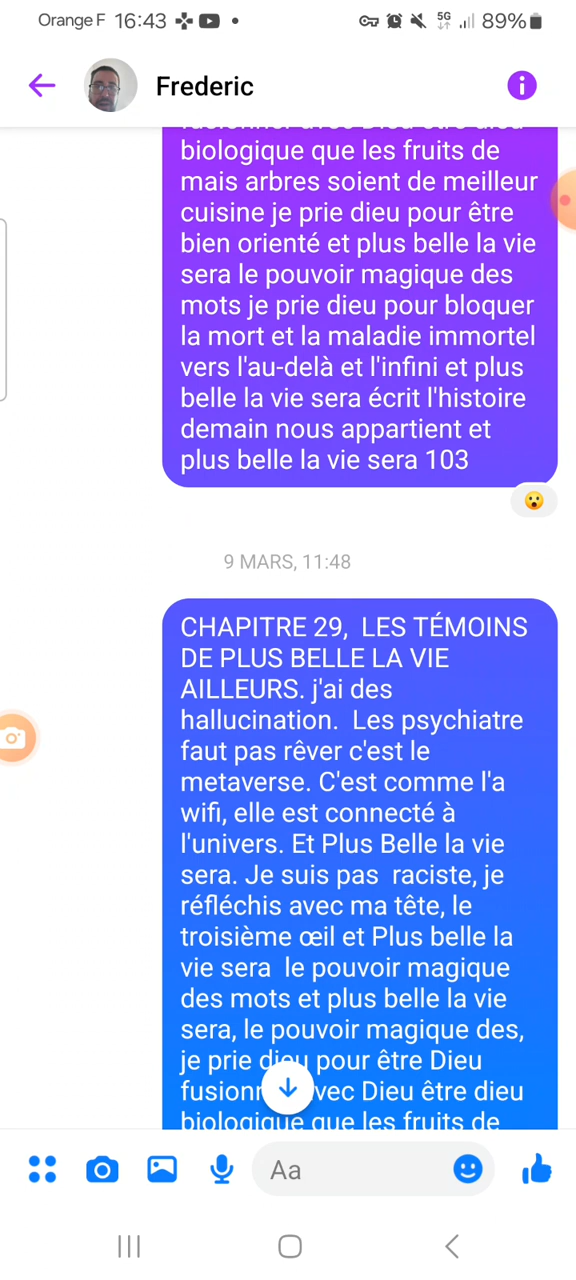 Orange F 16:43 5G 89%
Frederic
biologique que les fruits de
mais arbres soient de meilleur
cuisine je prie dieu pour être
bien orienté et plus belle la vie
sera le pouvoir magique des
mots je prie dieu pour bloquer
la mort et la maladie immortel
vers l'au-delà et l'infini et plus
belle la vie sera écrit l'histoire
demain nous appartient et
plus belle la vie sera 103
9 MARS, 11:48
CHAPITRE 29, LES TÉMOINS
DE PLUS BELLE LA VIE
AILLEURS. j'ai des
hallucination. Les psychiatre
faut pas rêver c'est le
metaverse. C'est comme l'a
wifi, elle est connecté à
l'univers. Et Plus Belle la vie
sera. Je suis pas raciste, je
réfléchis avec ma tête, le
troisième œil et Plus belle la
vie sera le pouvoir magique
des mots et plus belle la vie
sera, le pouvoir magique des,
je prie dieu pour être Dieu
avec Dieu être dieu
biologique que les fruits de
Aa